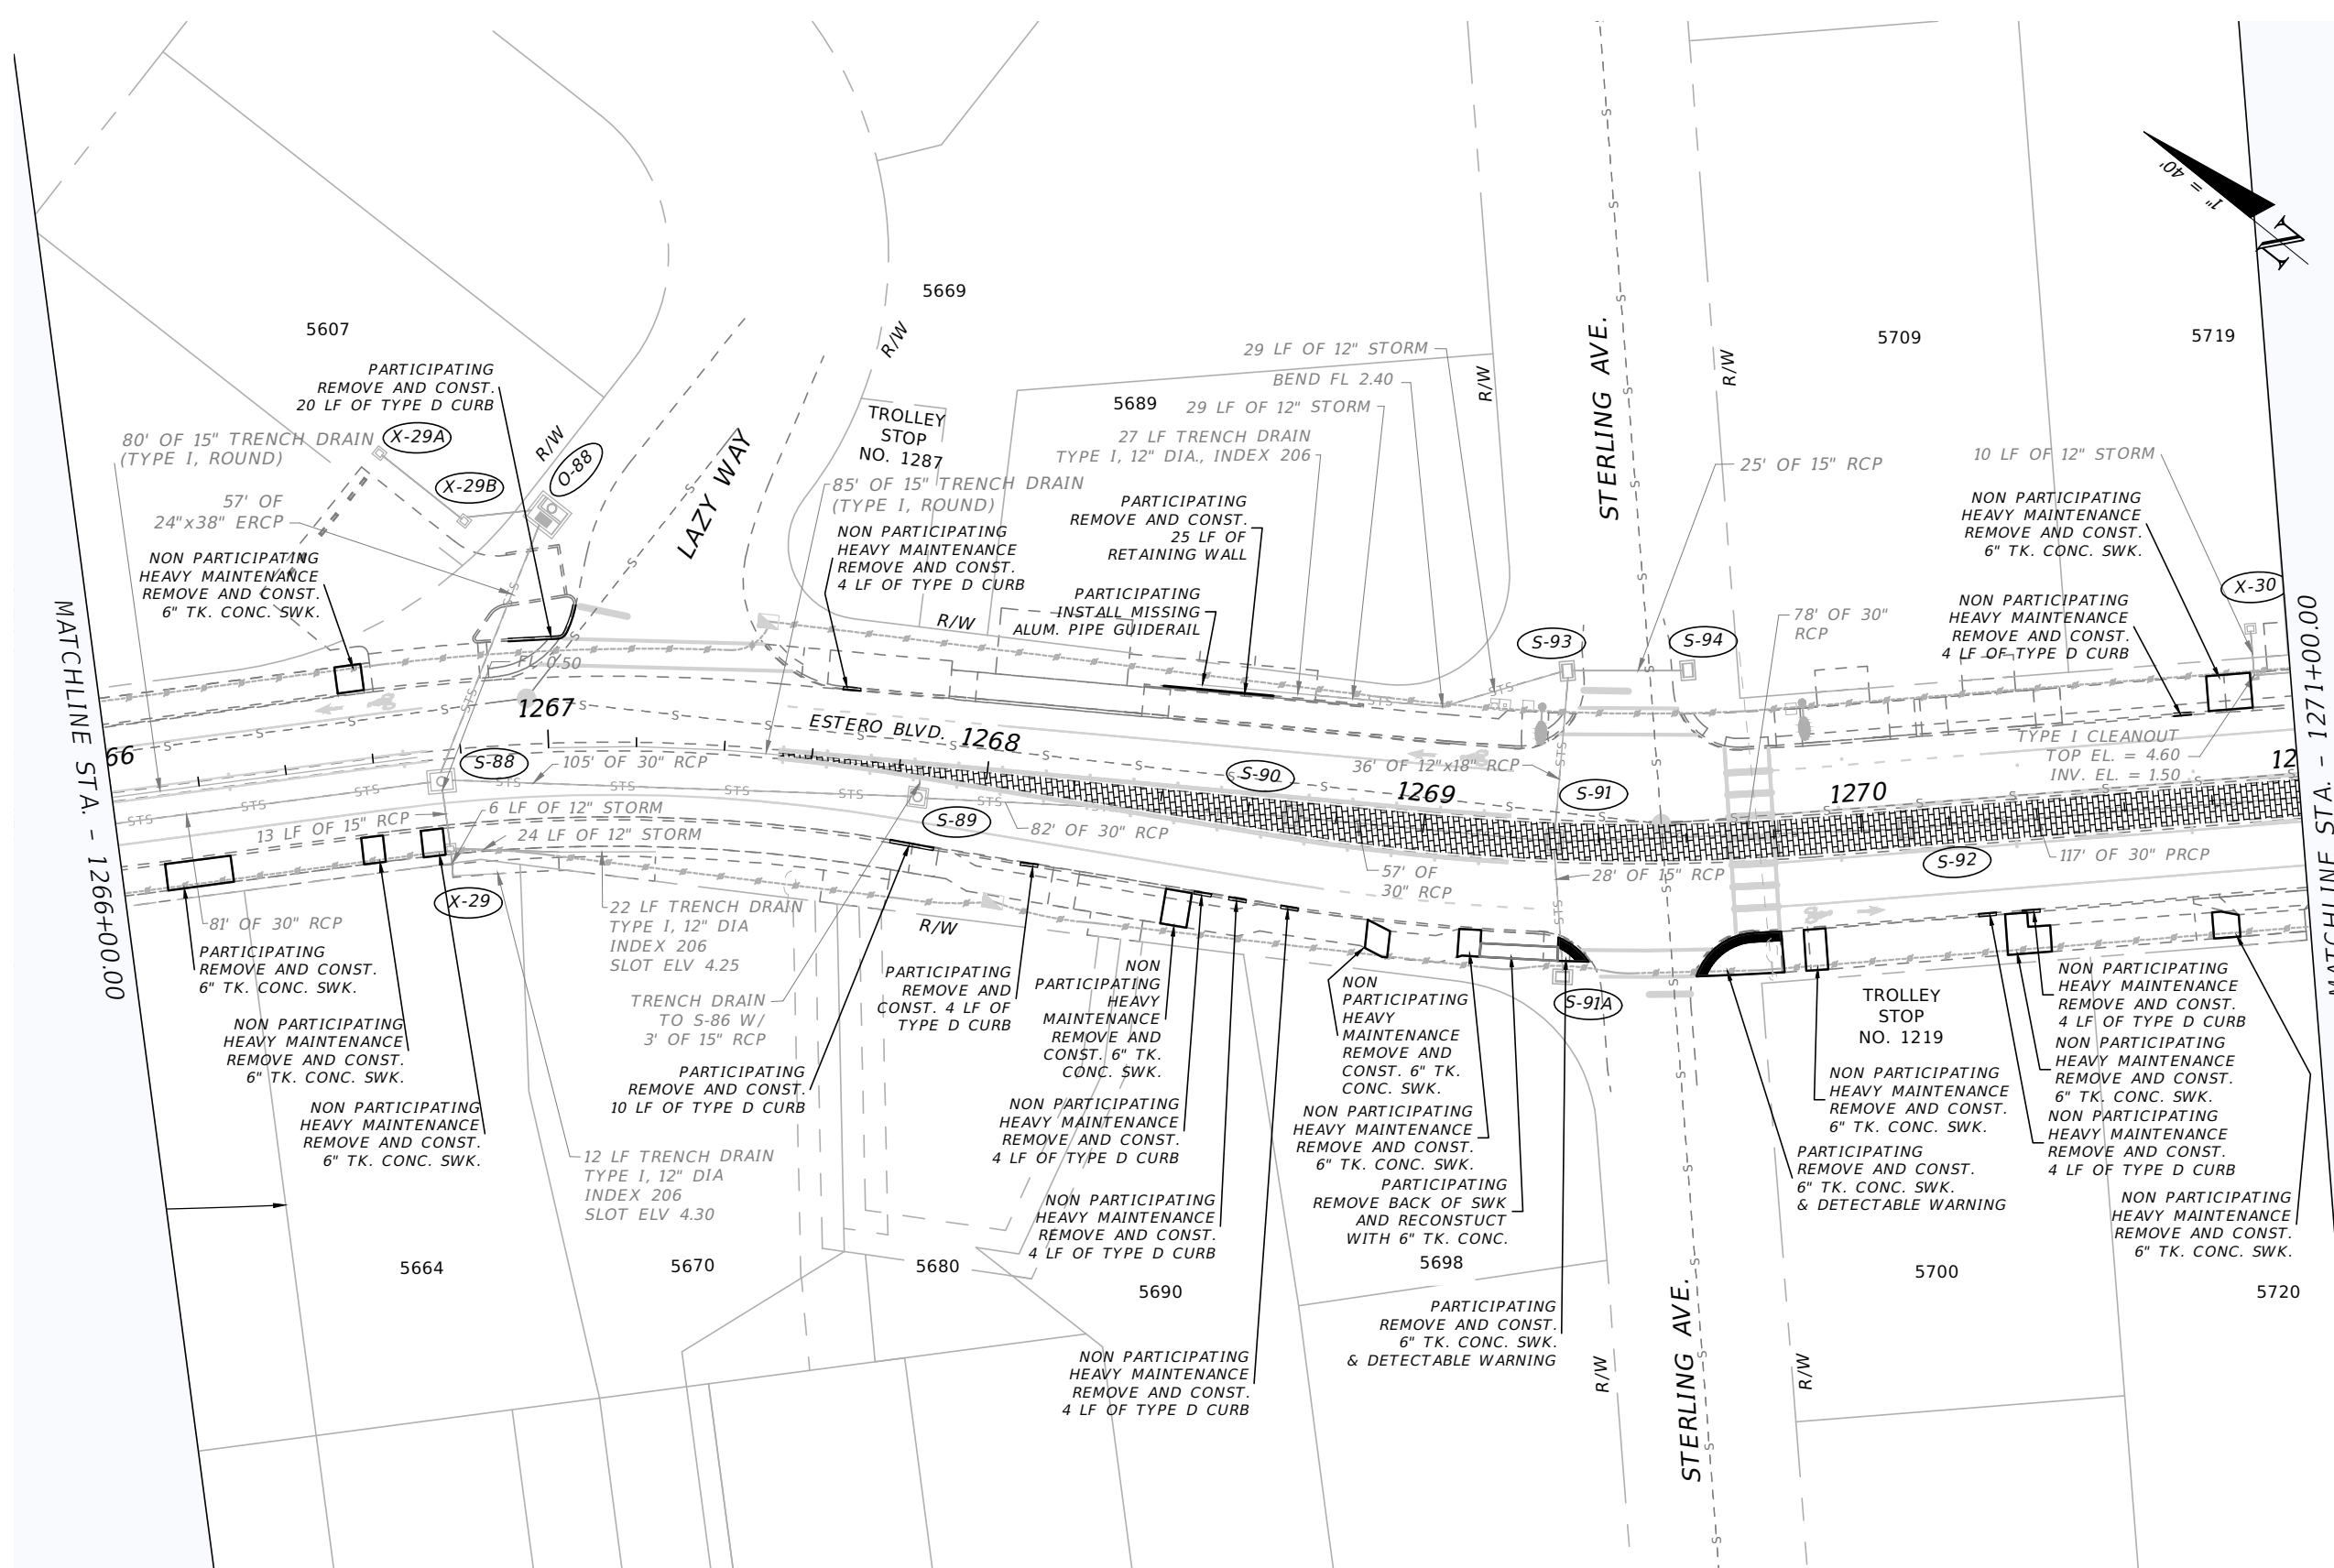 1" = 40'
N
MATCHLINE STA. - 1266+00.00
MATCHLINE STA. - 1271+00.00
5607
5669
5689
5709
5719
PARTICIPATING
REMOVE AND CONST.
20 LF OF TYPE D CURB
80' OF 15" TRENCH DRAIN
(TYPE I, ROUND)
X-29A
X-29B
O-88
R/W
57' OF
24"x38" ERCP
NON PARTICIPATING
HEAVY MAINTENANCE
REMOVE AND CONST.
6" TK. CONC. SWK.
LAZY WAY
R/W
TROLLEY
STOP
NO. 1287
85' OF 15" TRENCH DRAIN
(TYPE I, ROUND)
NON PARTICIPATING
HEAVY MAINTENANCE
REMOVE AND CONST.
4 LF OF TYPE D CURB
R/W
29 LF OF 12" STORM
BEND FL 2.40
29 LF OF 12" STORM
27 LF TRENCH DRAIN
TYPE I, 12" DIA., INDEX 206
PARTICIPATING
REMOVE AND CONST.
25 LF OF
RETAINING WALL
PARTICIPATING
INSTALL MISSING
ALUM. PIPE GUIDERAIL
R/W
STERLING AVE.
R/W
25' OF 15" RCP
S-93
S-94
78' OF 30"
RCP
10 LF OF 12" STORM
NON PARTICIPATING
HEAVY MAINTENANCE
REMOVE AND CONST.
6" TK. CONC. SWK.
X-30
NON PARTICIPATING
HEAVY MAINTENANCE
REMOVE AND CONST.
4 LF OF TYPE D CURB
TYPE I CLEANOUT
TOP EL. = 4.60
INV. EL. = 1.50
FL 0.50
66
1267
ESTERO BLVD.
1268
1269
1270
12
S-88
105' OF 30" RCP
S-90
36' OF 12"x18" RCP
S-91
6 LF OF 12" STORM
13 LF OF 15" RCP
24 LF OF 12" STORM
S-89
82' OF 30" RCP
57' OF
30" RCP
28' OF 15" RCP
S-92
117' OF 30" PRCP
X-29
81' OF 30" RCP
PARTICIPATING
REMOVE AND CONST.
6" TK. CONC. SWK.
NON PARTICIPATING
HEAVY MAINTENANCE
REMOVE AND CONST.
6" TK. CONC. SWK.
NON PARTICIPATING
HEAVY MAINTENANCE
REMOVE AND CONST.
6" TK. CONC. SWK.
22 LF TRENCH DRAIN
TYPE I, 12" DIA
INDEX 206
SLOT ELV 4.25
TRENCH DRAIN
TO S-86 W/
3' OF 15" RCP
PARTICIPATING
REMOVE AND CONST.
10 LF OF TYPE D CURB
12 LF TRENCH DRAIN
TYPE I, 12" DIA
INDEX 206
SLOT ELV 4.30
R/W
PARTICIPATING
REMOVE AND
CONST. 4 LF OF
TYPE D CURB
NON
PARTICIPATING
HEAVY
MAINTENANCE
REMOVE AND
CONST. 6" TK.
CONC. SWK.
NON PARTICIPATING
HEAVY MAINTENANCE
REMOVE AND CONST.
4 LF OF TYPE D CURB
NON PARTICIPATING
HEAVY MAINTENANCE
REMOVE AND CONST.
4 LF OF TYPE D CURB
NON PARTICIPATING
HEAVY MAINTENANCE
REMOVE AND CONST.
4 LF OF TYPE D CURB
NON
PARTICIPATING
HEAVY
MAINTENANCE
REMOVE AND
CONST. 6" TK.
CONC. SWK.
NON PARTICIPATING
HEAVY MAINTENANCE
REMOVE AND CONST.
6" TK. CONC. SWK.
PARTICIPATING
REMOVE BACK OF SWK
AND RECONSTUCT
WITH 6" TK. CONC.
PARTICIPATING
REMOVE AND CONST.
6" TK. CONC. SWK.
& DETECTABLE WARNING
S-91A
R/W
STERLING AVE.
R/W
TROLLEY
STOP
NO. 1219
NON PARTICIPATING
HEAVY MAINTENANCE
REMOVE AND CONST.
6" TK. CONC. SWK.
PARTICIPATING
REMOVE AND CONST.
6" TK. CONC. SWK.
& DETECTABLE WARNING
NON PARTICIPATING
HEAVY MAINTENANCE
REMOVE AND CONST.
4 LF OF TYPE D CURB
NON PARTICIPATING
HEAVY MAINTENANCE
REMOVE AND CONST.
6" TK. CONC. SWK.
NON PARTICIPATING
HEAVY MAINTENANCE
REMOVE AND CONST.
4 LF OF TYPE D CURB
NON PARTICIPATING
HEAVY MAINTENANCE
REMOVE AND CONST.
6" TK. CONC. SWK.
5664
5670
5680
5690
5698
5700
5720